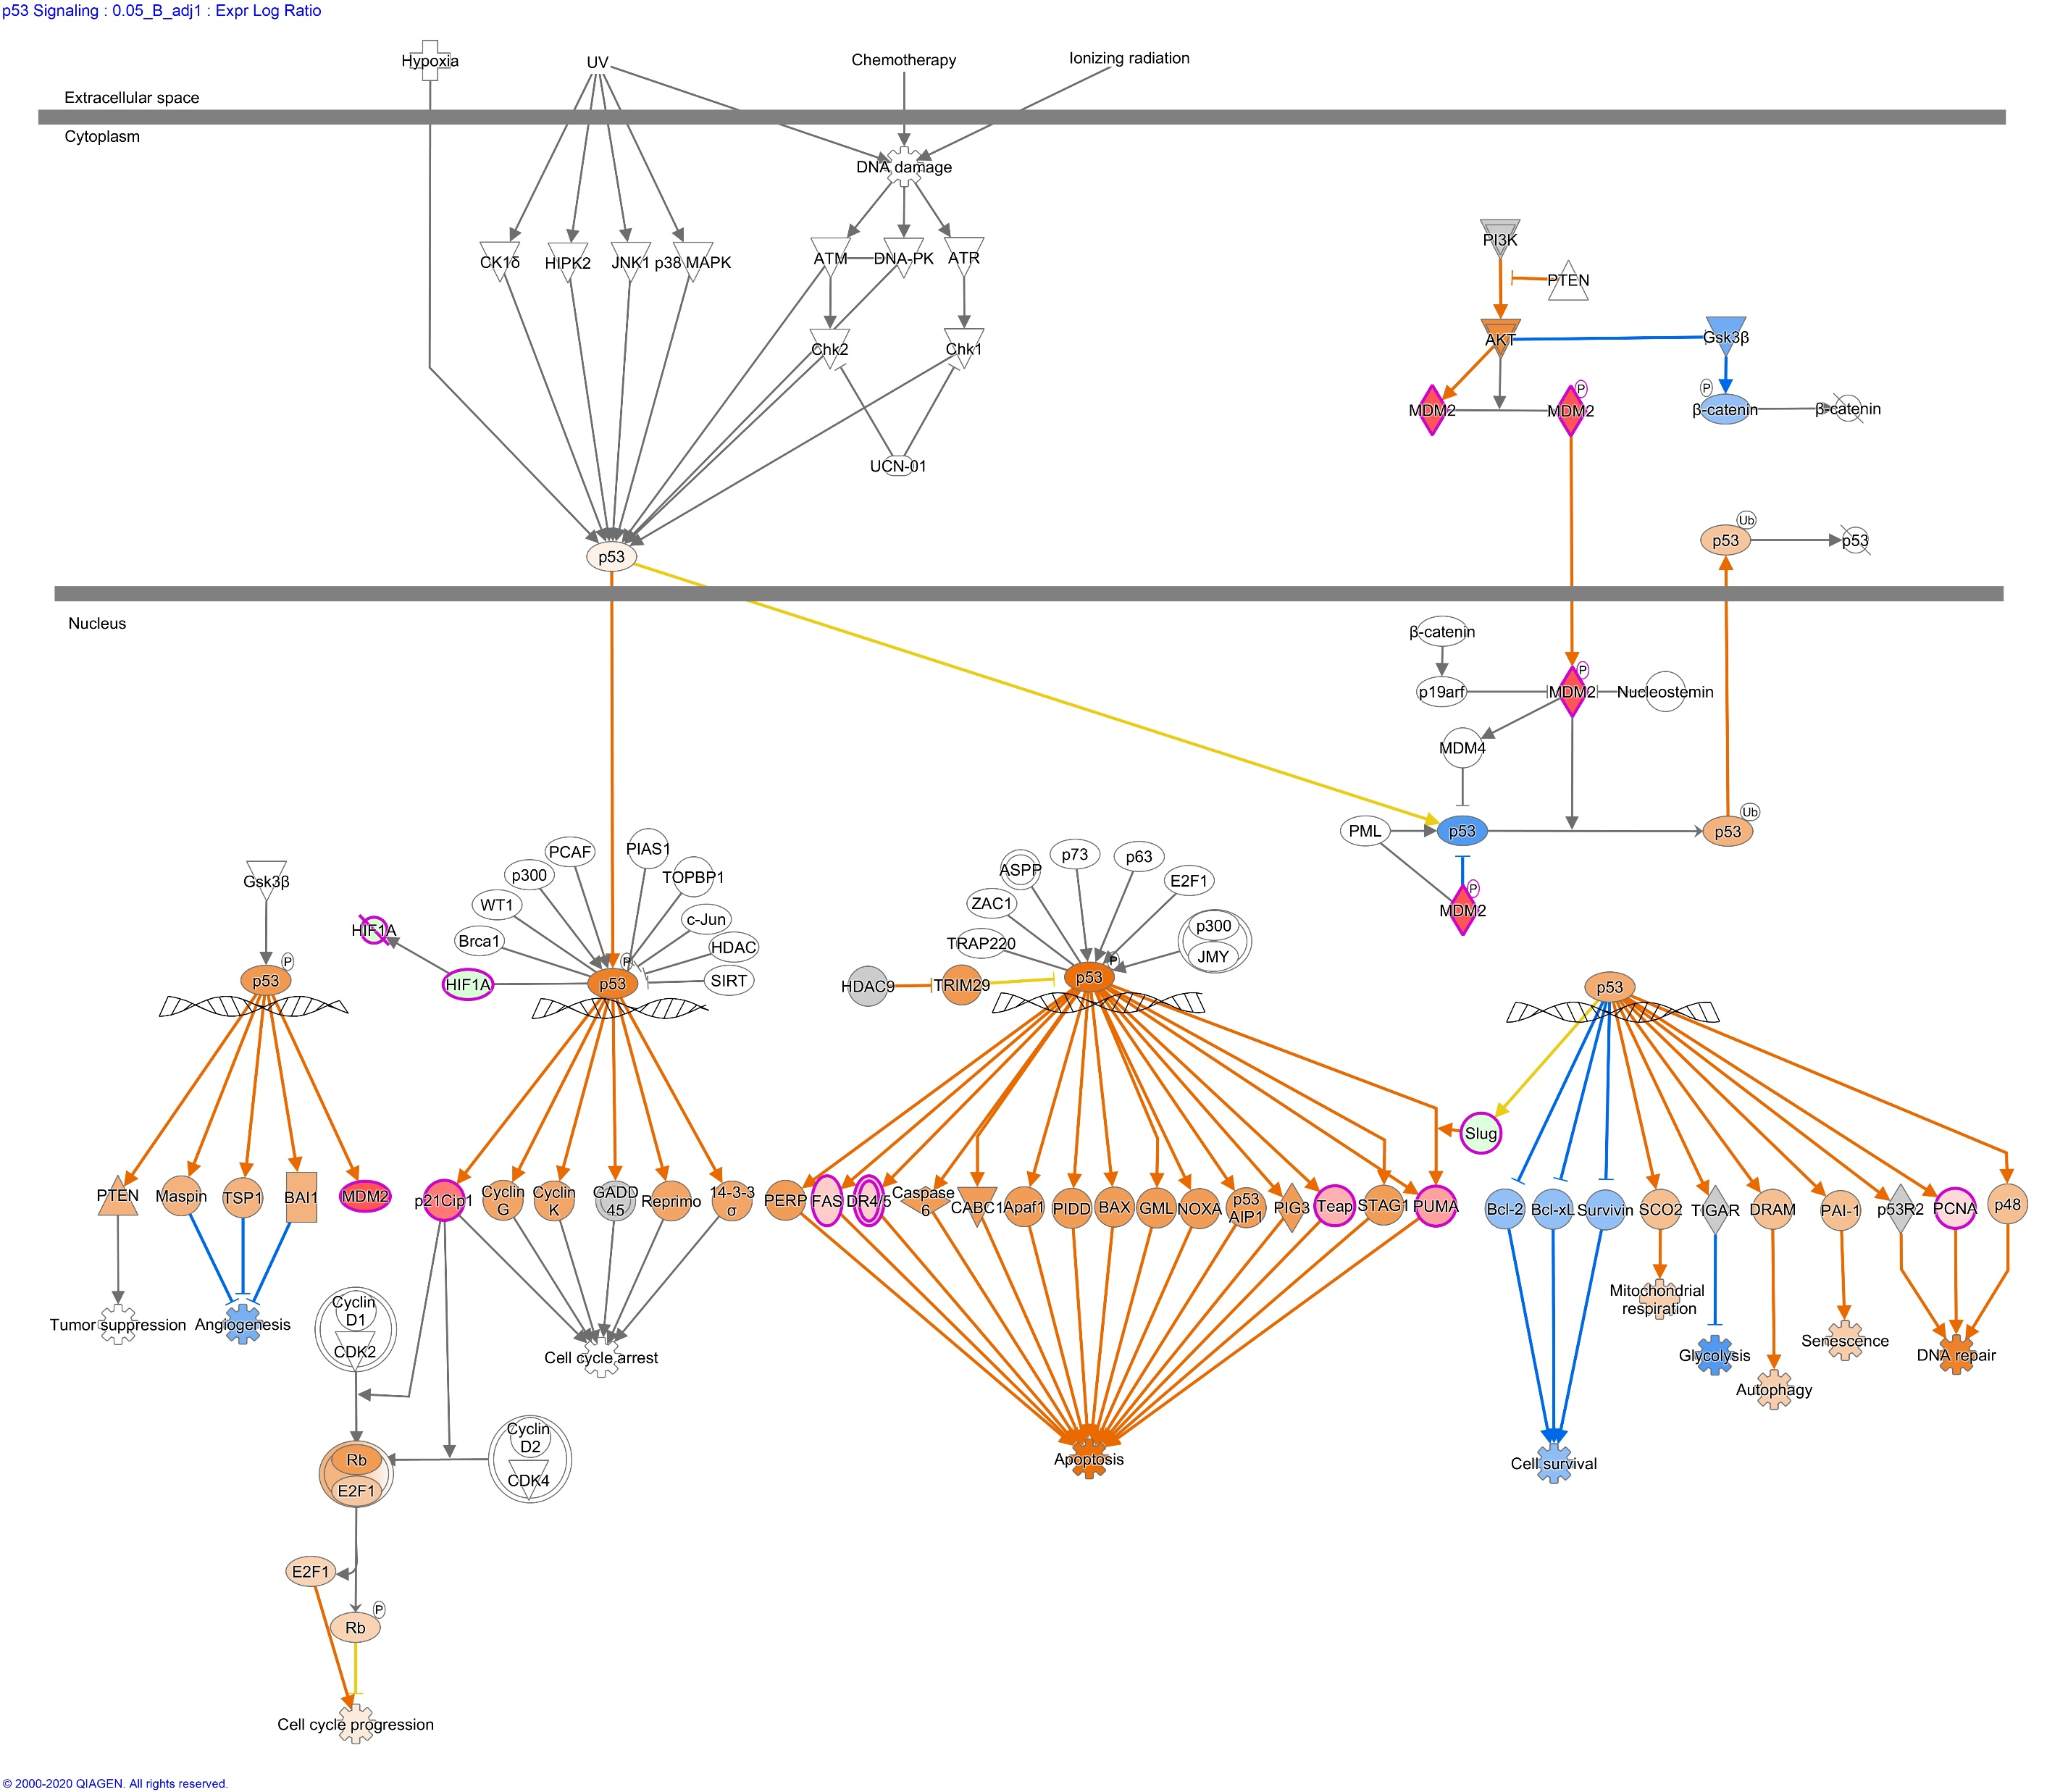 p53 Signaling : 0.05_B_adj1 : Expr Log Ratio
Hypoxia
UV
Chemotherapy
Ionizing radiation
Extracellular space
Cytoplasm
DNA damage
CK1δ
HIPK2
JNK1
p38 MAPK
ATM
DNA-PK
ATR
PI3K
PTEN
Chk2
Chk1
AKT
Gsk3β
P
P
MDM2
MDM2
β-catenin
β-catenin
UCN-01
Ub
p53
p53
p53
Nucleus
β-catenin
P
p19arf
MDM2
Nucleostemin
MDM4
Ub
PML
p53
p53
P
MDM2
Gsk3β
PCAF
PIAS1
p300
TOPBP1
WT1
c-Jun
Brca1
HDAC
SIRT
HIF1A
HIF1A
P
p53
P
p53
ASPP
p73
p63
E2F1
ZAC1
p300
JMY
TRAP220
HDAC9
TRIM29
P
p53
p53
Slug
PTEN
Maspin
TSP1
BAI1
MDM2
p21Cip1
Cyclin
G
Cyclin
K
GADD
45
Reprimo
14-3-3
σ
PERP
FAS
DR4/5
Caspase
6
CABC1
Apaf1
PIDD
BAX
GML
NOXA
p53
AIP1
PIG3
Teap
STAG1
PUMA
Bcl-2
Bcl-xL
Survivin
SCO2
TIGAR
DRAM
PAI-1
p53R2
PCNA
p48
Tumor suppression
Angiogenesis
Cyclin
D1
CDK2
Cell cycle arrest
Mitochondrial
respiration
Glycolysis
Senescence
DNA repair
Autophagy
Cyclin
D2
CDK4
Rb
E2F1
Apoptosis
Cell survival
E2F1
P
Rb
Cell cycle progression
© 2000-2020 QIAGEN. All rights reserved.